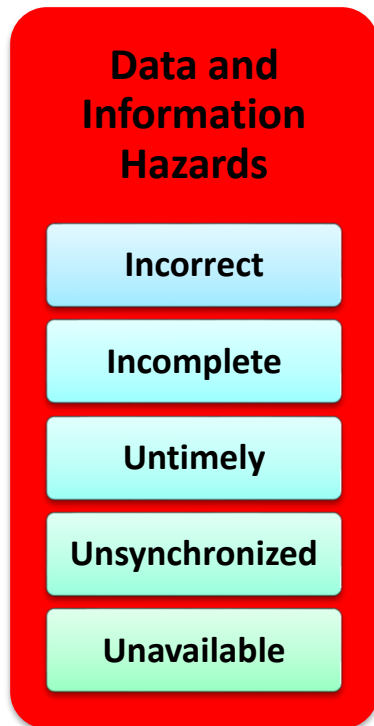 Data and
Information
Hazards
Incorrect
Incomplete
Untimely
Unsynchronized
Unavailable